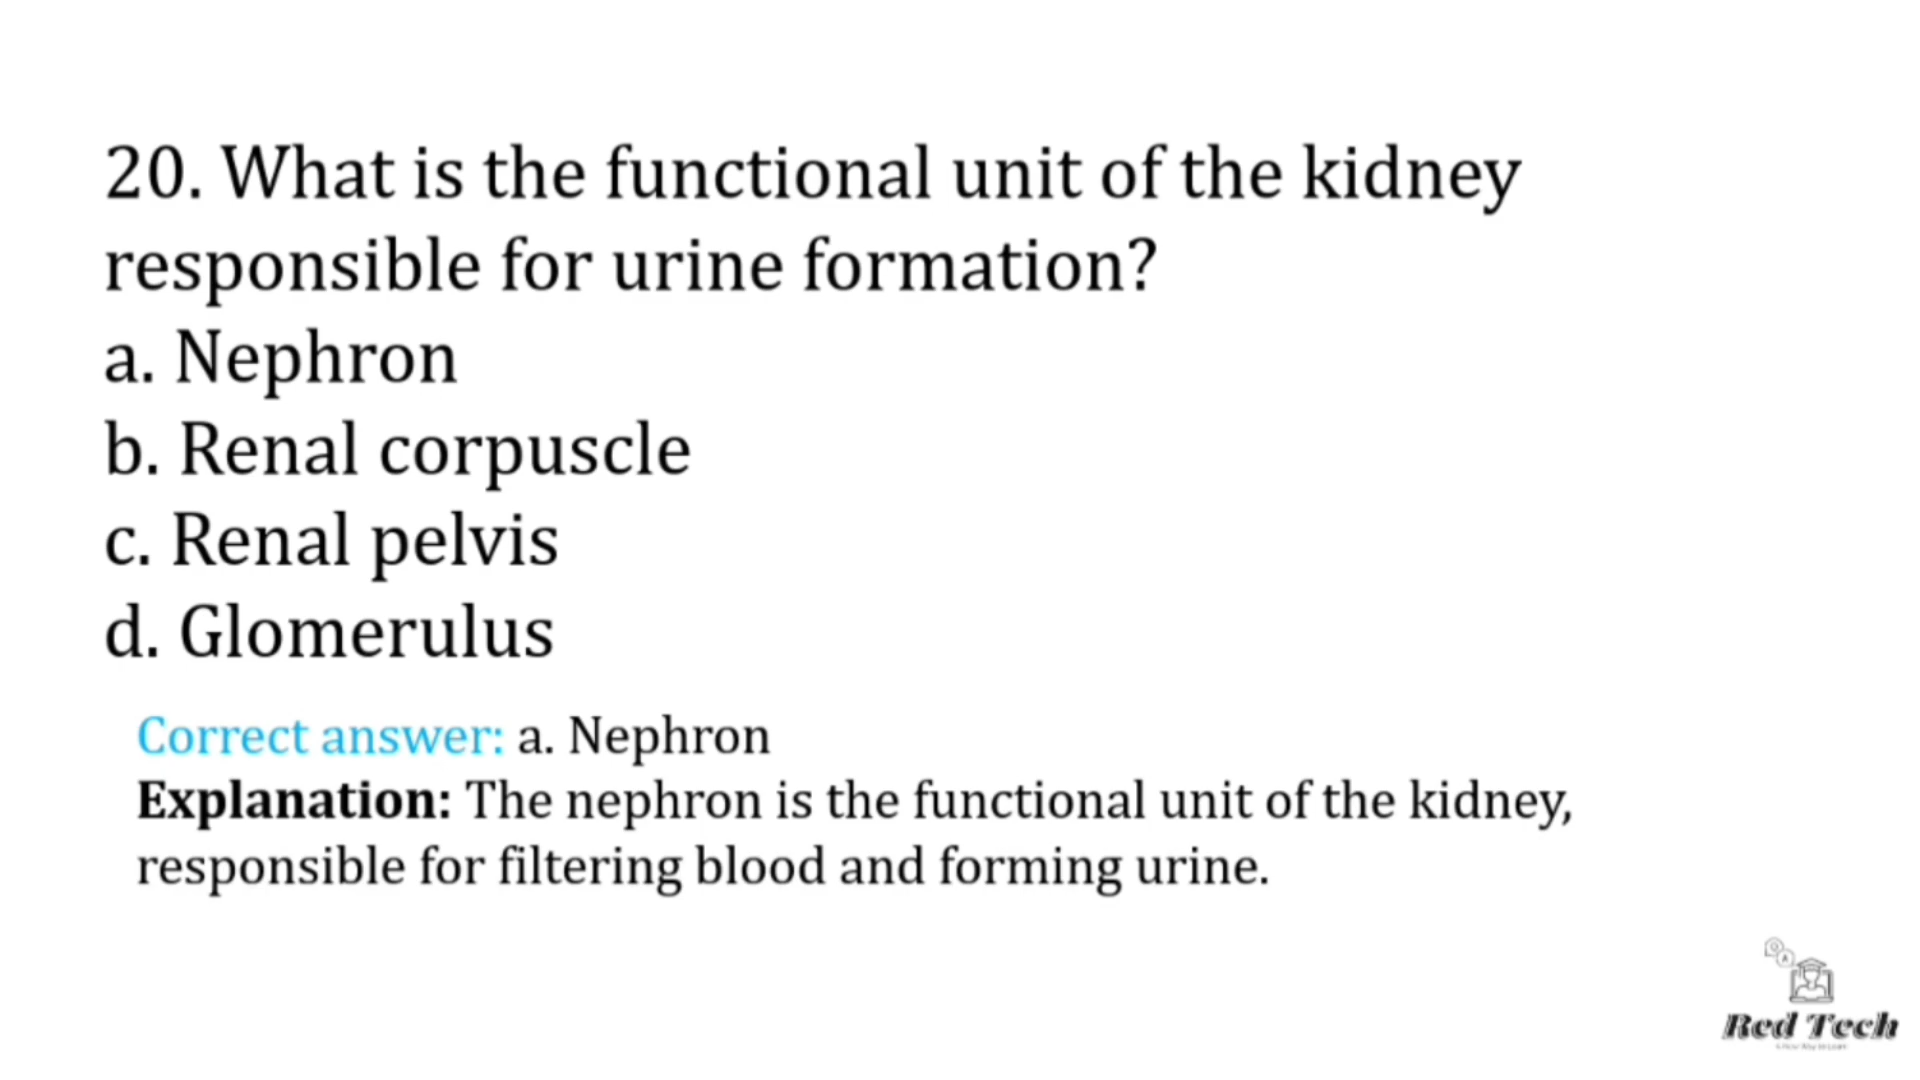 20. What is the functional unit of the kidney
responsible for urine formation?
a. Nephron
b. Renal corpuscle
c. Renal pelvis
d. Glomerulus
Correct answer: a. Nephron
Explanation: The nephron is the functional unit of the kidney,
responsible for filtering blood and forming urine.
Q
A
Red Tech